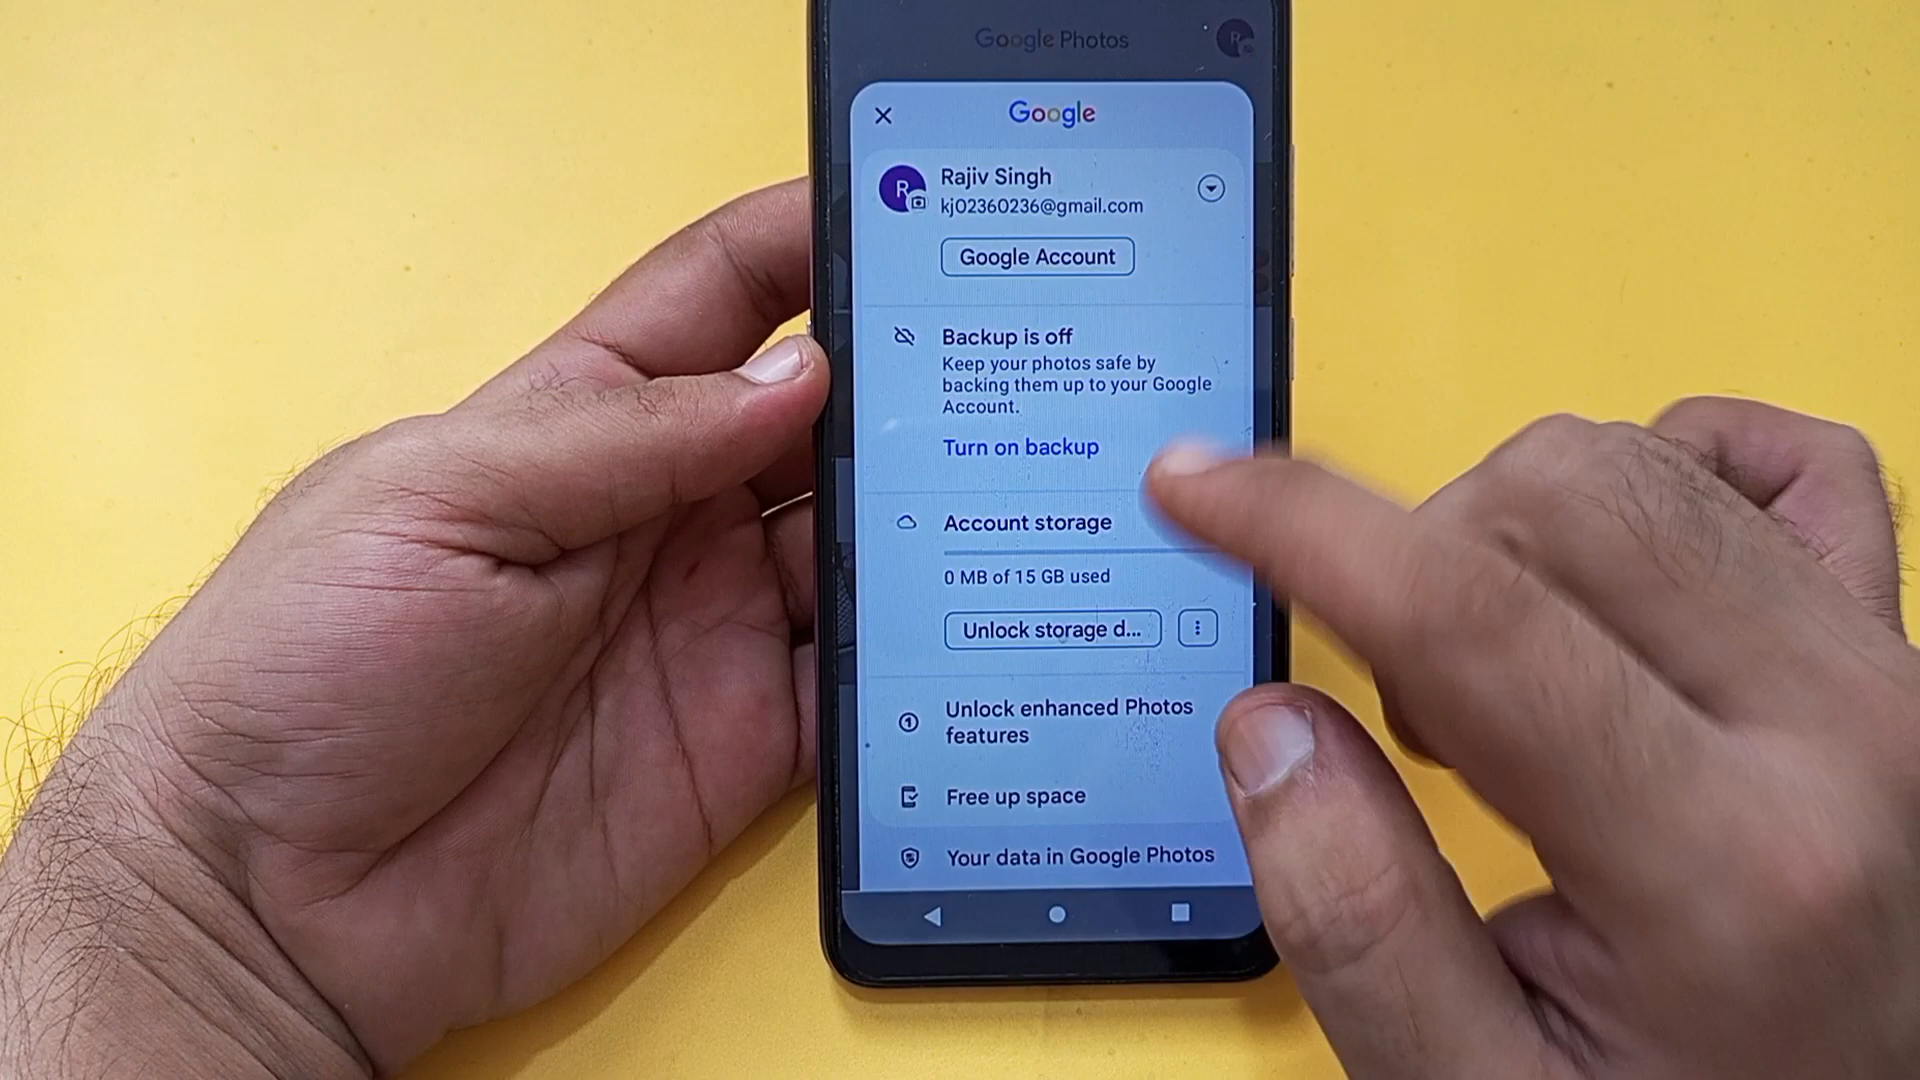 Google Photos
R
Google
R
Rajiv Singh
kj02360236@gmail.com
Google Account
Backup is off
Keep your photos safe by
backing them up to your Google
Account.
Turn on backup
Account storage
0 MB of 15 GB used
Unlock storage d...
Unlock enhanced Photos
features
Free up space
Your data in Google Photos